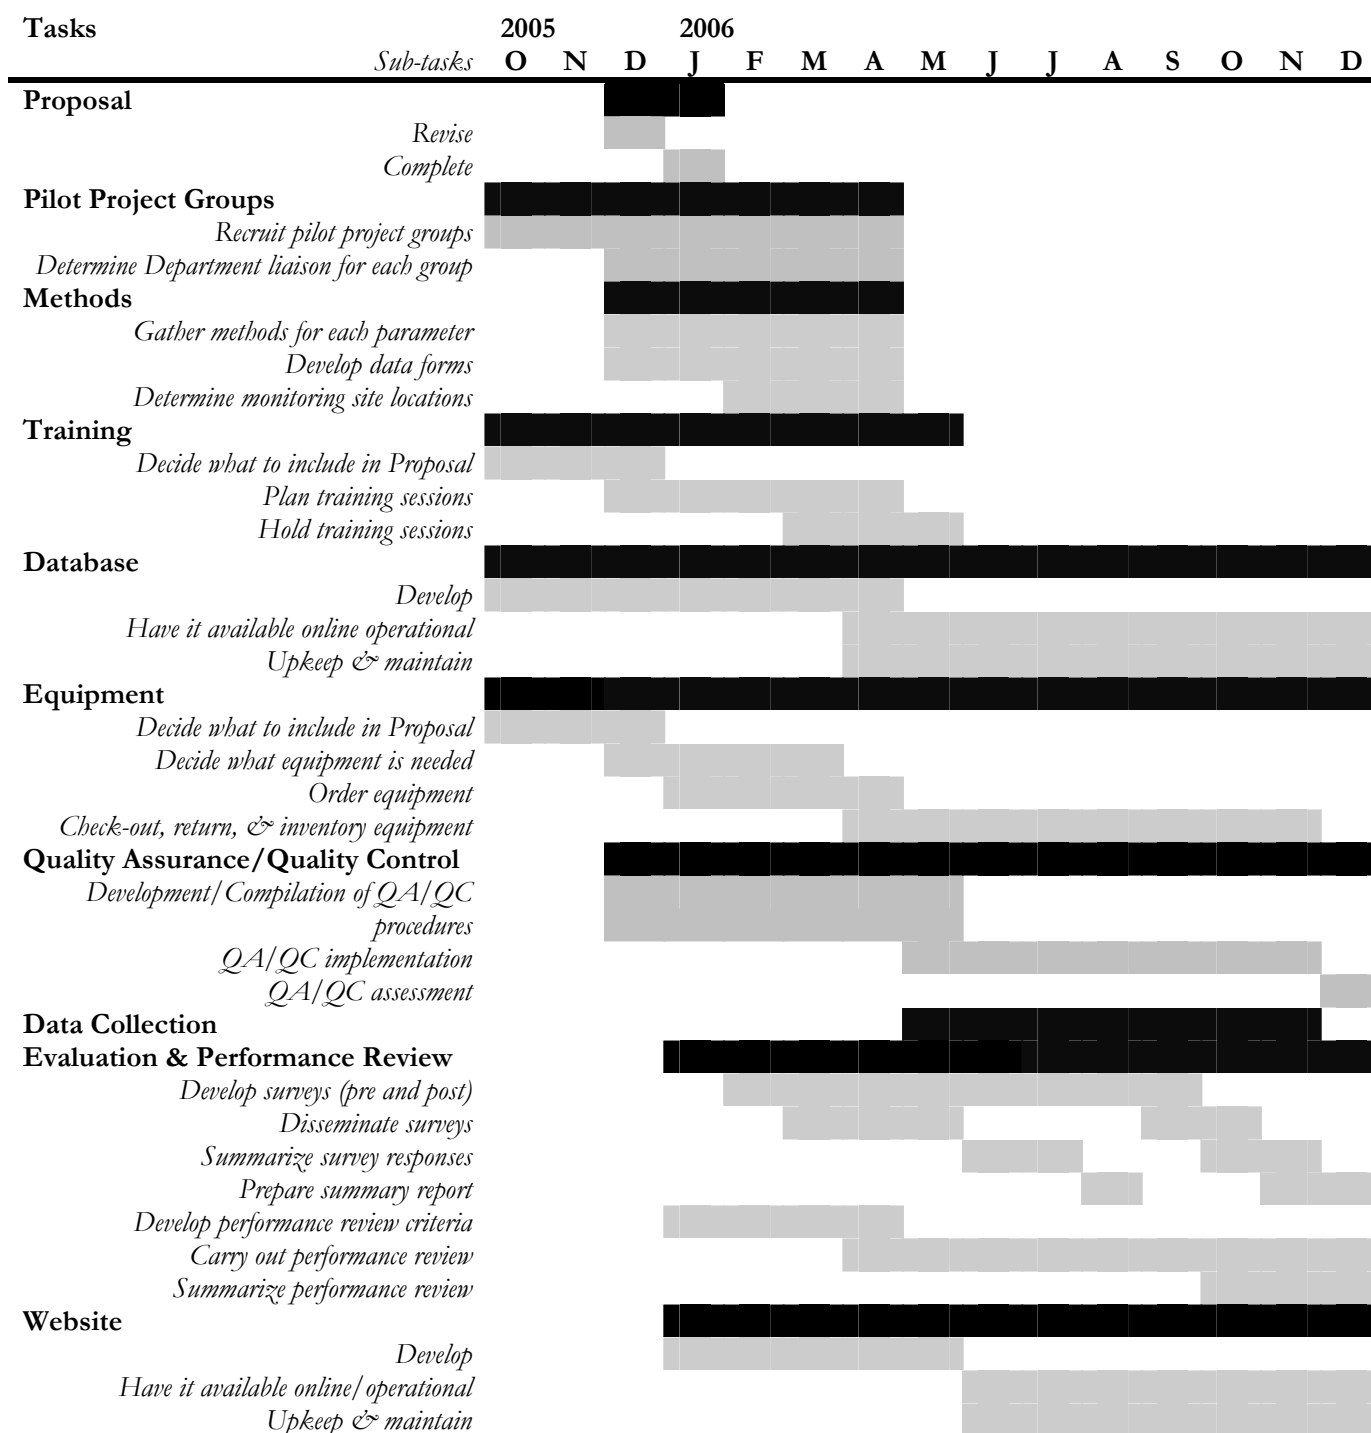 Tasks 2005 2006
Sub-tasks O N D J F M A M J J A S O N D
Proposal
Revise
Complete
Pilot Project Groups
Recruit pilot project groups
Determine Department liaison for each group
Methods
Gather methods for each parameter
Develop data forms
Determine monitoring site locations
Training
Decide what to include in Proposal
Plan training sessions
Hold training sessions
Database
Develop
Have it available online operational
Upkeep & maintain
Equipment
Decide what to include in Proposal
Decide what equipment is needed
Order equipment
Check-out, return, & inventory equipment
Quality Assurance/Quality Control
Development/Compilation of QA/QC
procedures
QA/QC implementation
QA/QC assessment
Data Collection
Evaluation & Performance Review
Develop surveys (pre and post)
Disseminate surveys
Summarize survey responses
Prepare summary report
Develop performance review criteria
Carry out performance review
Summarize performance review
Website
Develop
Have it available online/operational
Upkeep & maintain